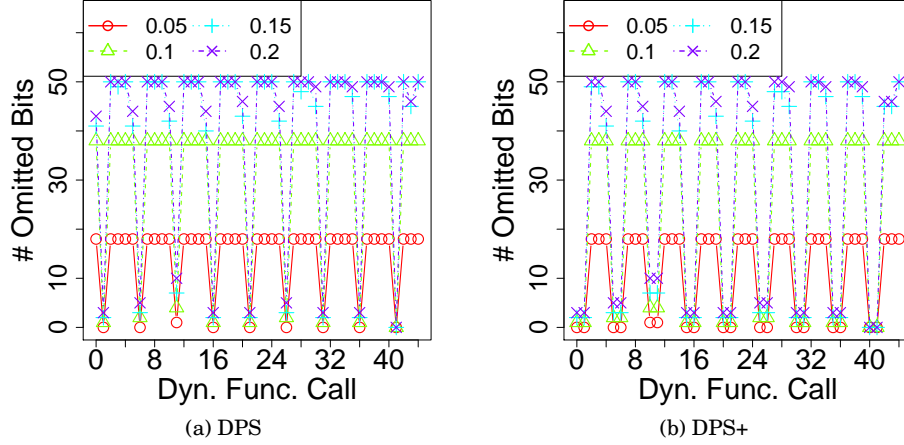 0.05 0.15
0.1 0.2
# Omitted Bits
0 10 30 50
0 8 16 24 32 40
Dyn. Func. Call
(a) DPS
0.05 0.15
0.1 0.2
# Omitted Bits
0 10 30 50
0 8 16 24 32 40
Dyn. Func. Call
(b) DPS+